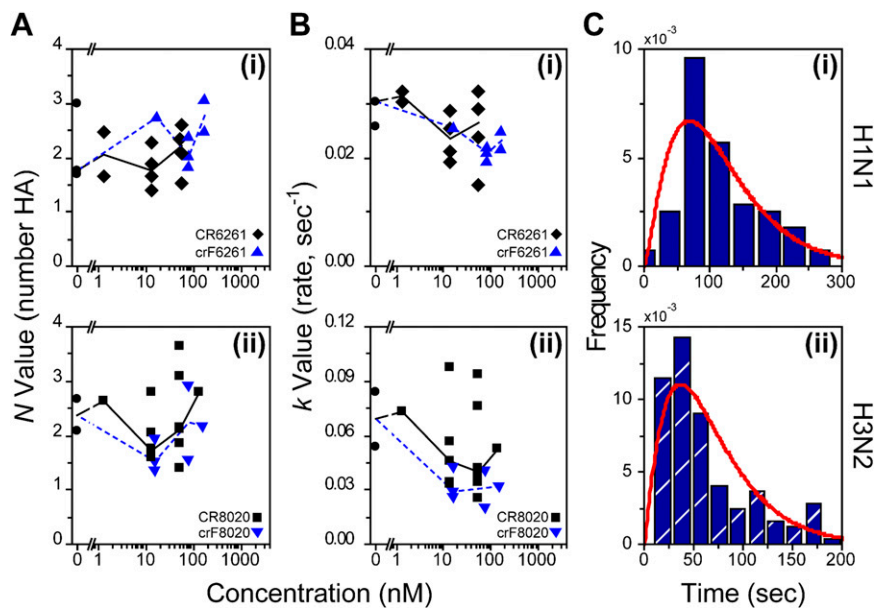 A
B
C
N Value (number HA)
4
3
2
1
0
(i)
CR6261
crF6261
0 1 10 100 1000
4
3
2
1
0
(ii)
CR8020
crF8020
0 1 10 100 1000
k Value (rate, sec-1)
0.04
0.02
0.00
(i)
CR6261
crF6261
0 1 10 100 1000
0.12
0.09
0.06
0.03
0.00
(ii)
CR8020
crF8020
0 1 10 100 1000
Concentration (nM)
Frequency
10 x10-3
5
0
(i)
H1N1
0 100 200 300
15 x10-3
10
5
0
(ii)
H3N2
0 50 100 150 200
Time (sec)